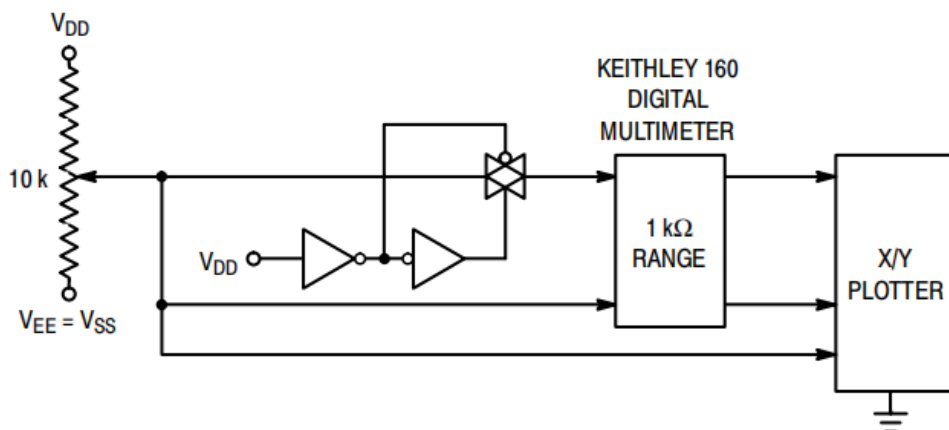 VDD
10 k
VEE = VSS
VDD
KEITHLEY 160
DIGITAL
MULTIMETER
1 kΩ
RANGE
X/Y
PLOTTER